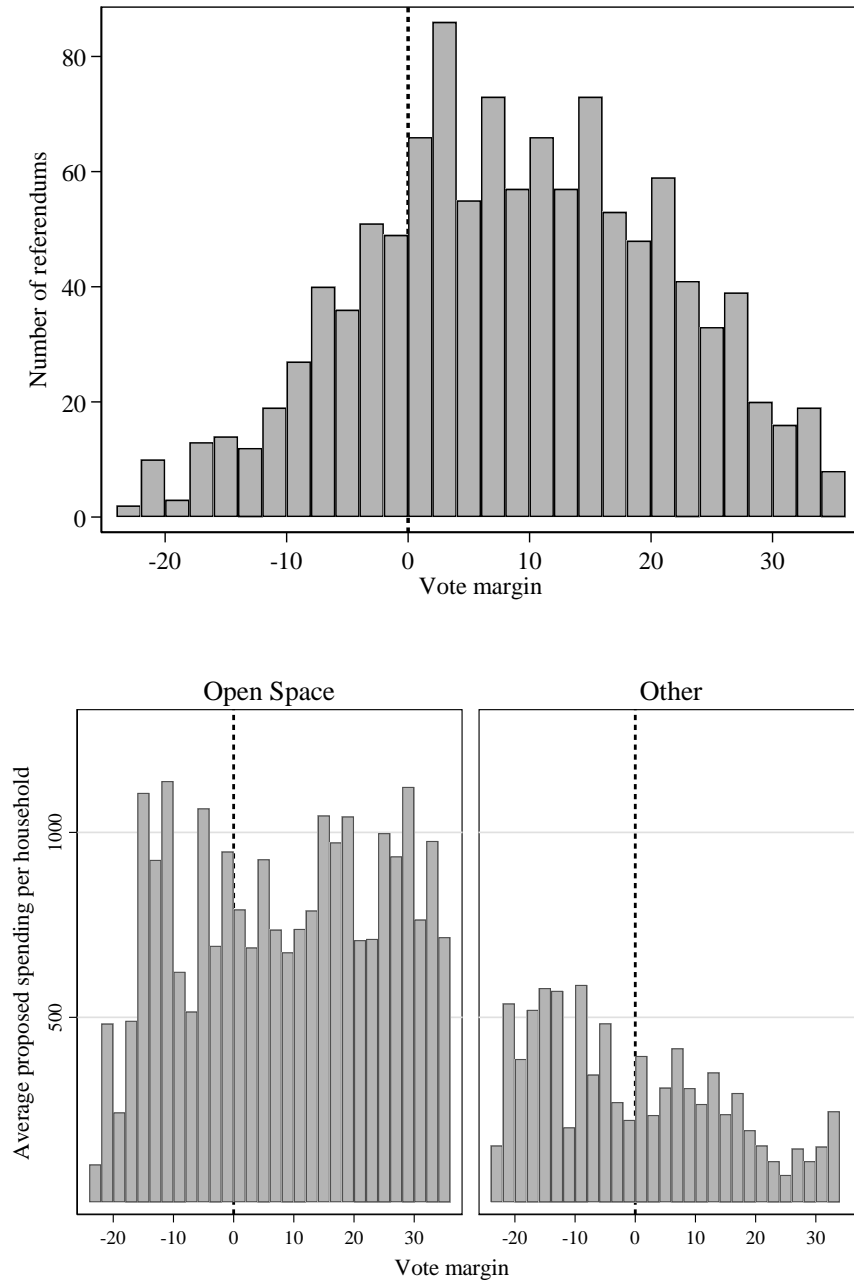 80
60
40
20
0
Number of referendums
-20 -10 0 10 20 30
Vote margin
Open Space Other
1000
500
Average proposed spending per household
-20 -10 0 10 20 30 -20 -10 0 10 20 30
Vote margin